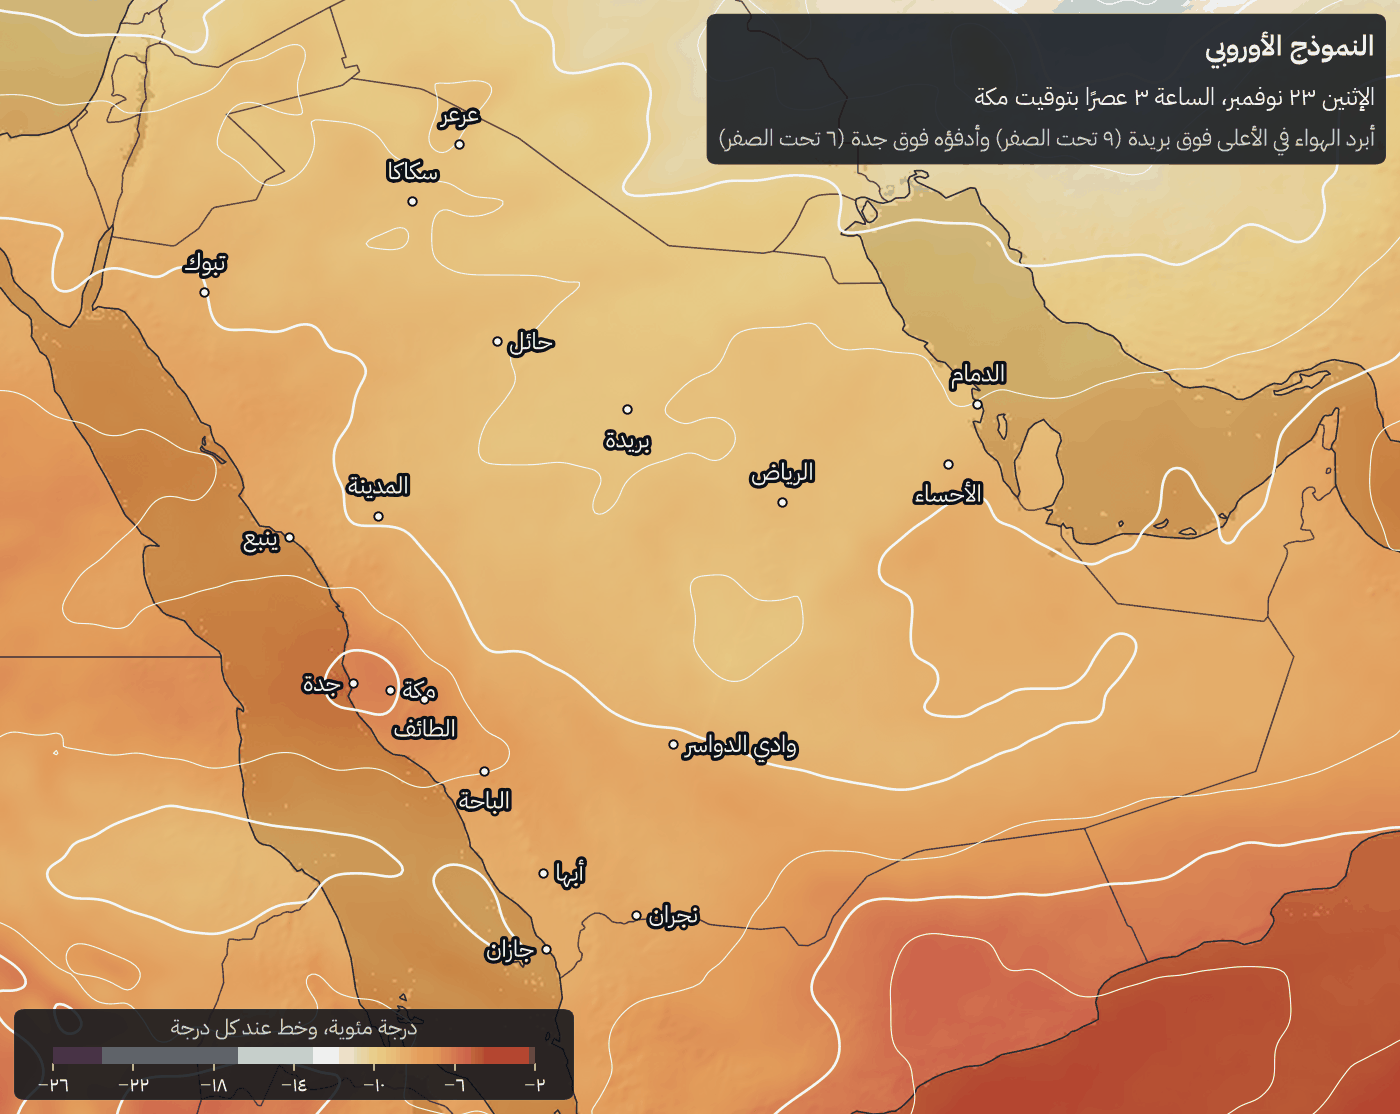 النموذج الأوروبي
الإثنين ٢٣ نوفمبر، الساعة ٣ عصرًا بتوقيت مكة
أبرد الهواء في الأعلى فوق بريدة (٩ تحت الصفر) وأدفؤه فوق جدة (٦ تحت الصفر)
عرعر
سكاكا
تبوك
حائل
الدمام
بريدة
الرياض
المدينة
الأحساء
ينبع
جدة
مكة
الطائف
وادي الدواسر
الباحة
أبها
نجران
جازان
درجة مئوية، وخط عند كل درجة
−٢٦ −٢٢ −١٨ −١٤ −١٠ −٦ −٢